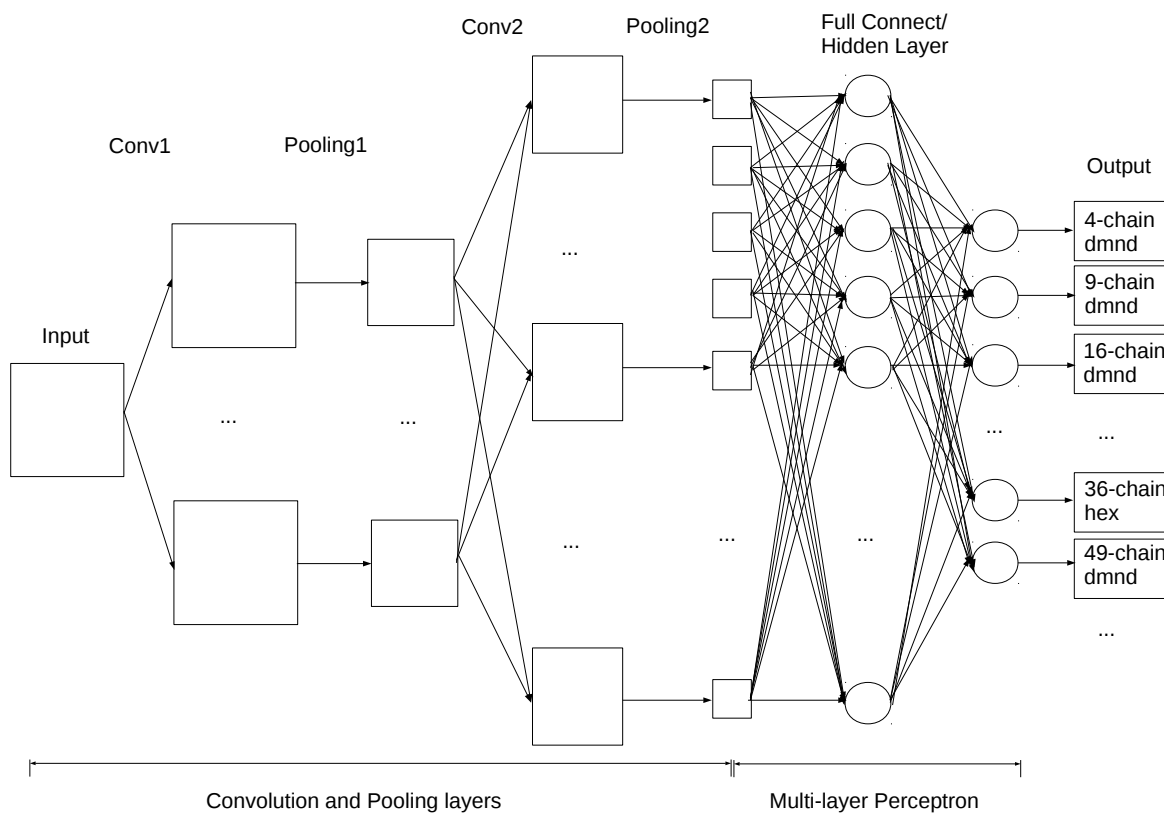 Conv2
Pooling2
Full Connect/
Hidden Layer
Conv1
Pooling1
Output
Input
4-chain
dmnd
9-chain
dmnd
16-chain
dmnd
...
...
...
...
...
...
36-chain
hex
...
...
...
49-chain
dmnd
...
Convolution and Pooling layers
Multi-layer Perceptron